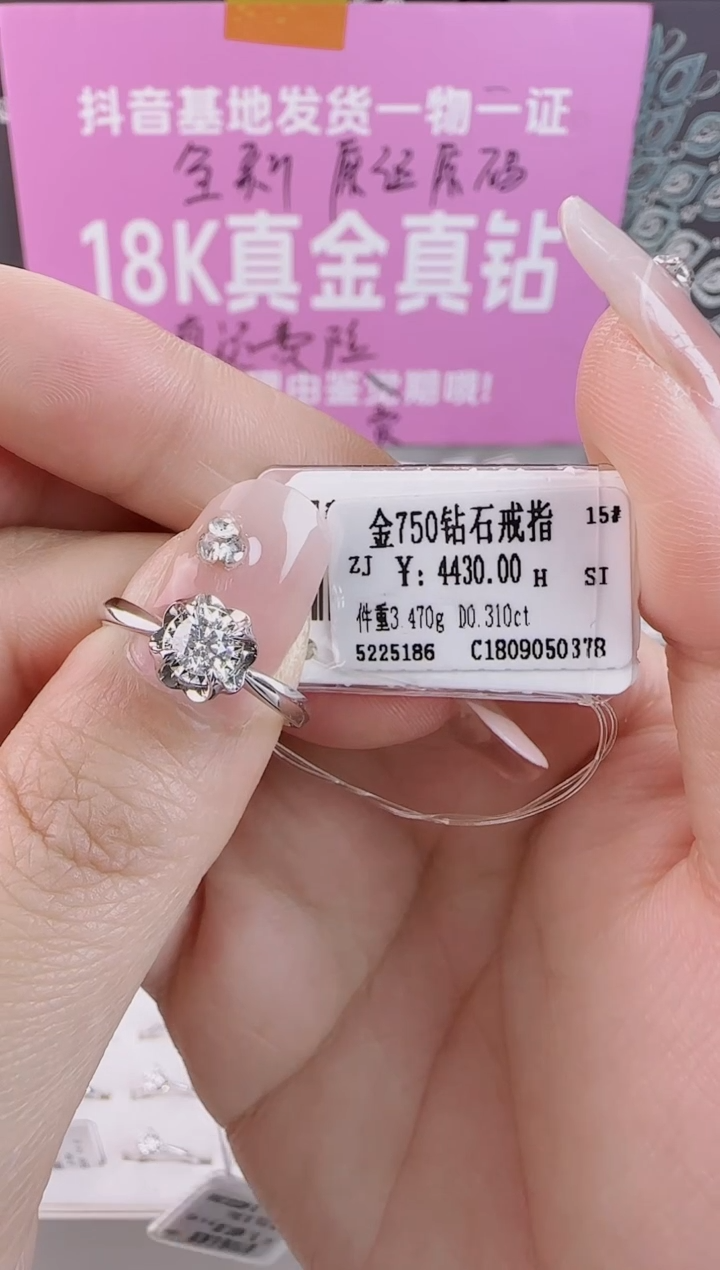 抖音基地发货一物一证
全新 原证原码
18K真金真钻
金750钻石戒指 15#
ZJ ¥: 4430.00 H SI
件重3.470g D0.310ct
5225186 C1809050378